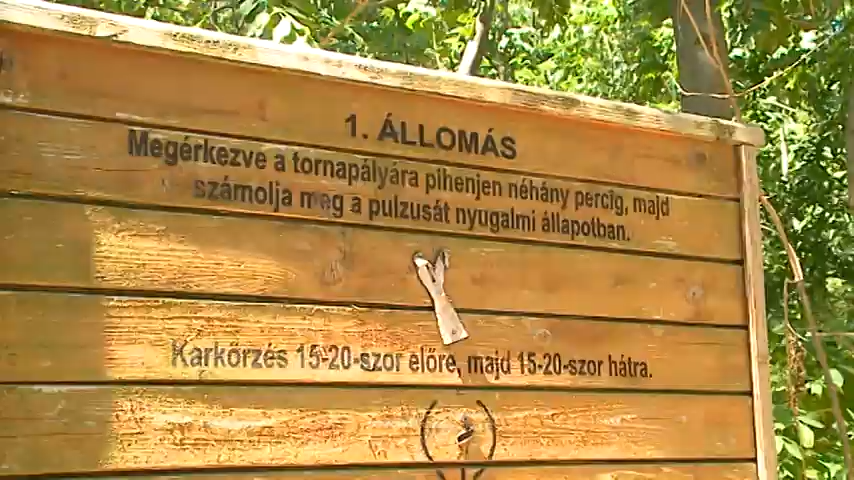 1. ÁLLOMÁS
Megérkezve a tornapályára pihenjen néhány percig, majd
számolja meg a pulzusát nyugalmi állapotban.
Karkörzés 15-20-szor előre, majd 15-20-szor hátra.